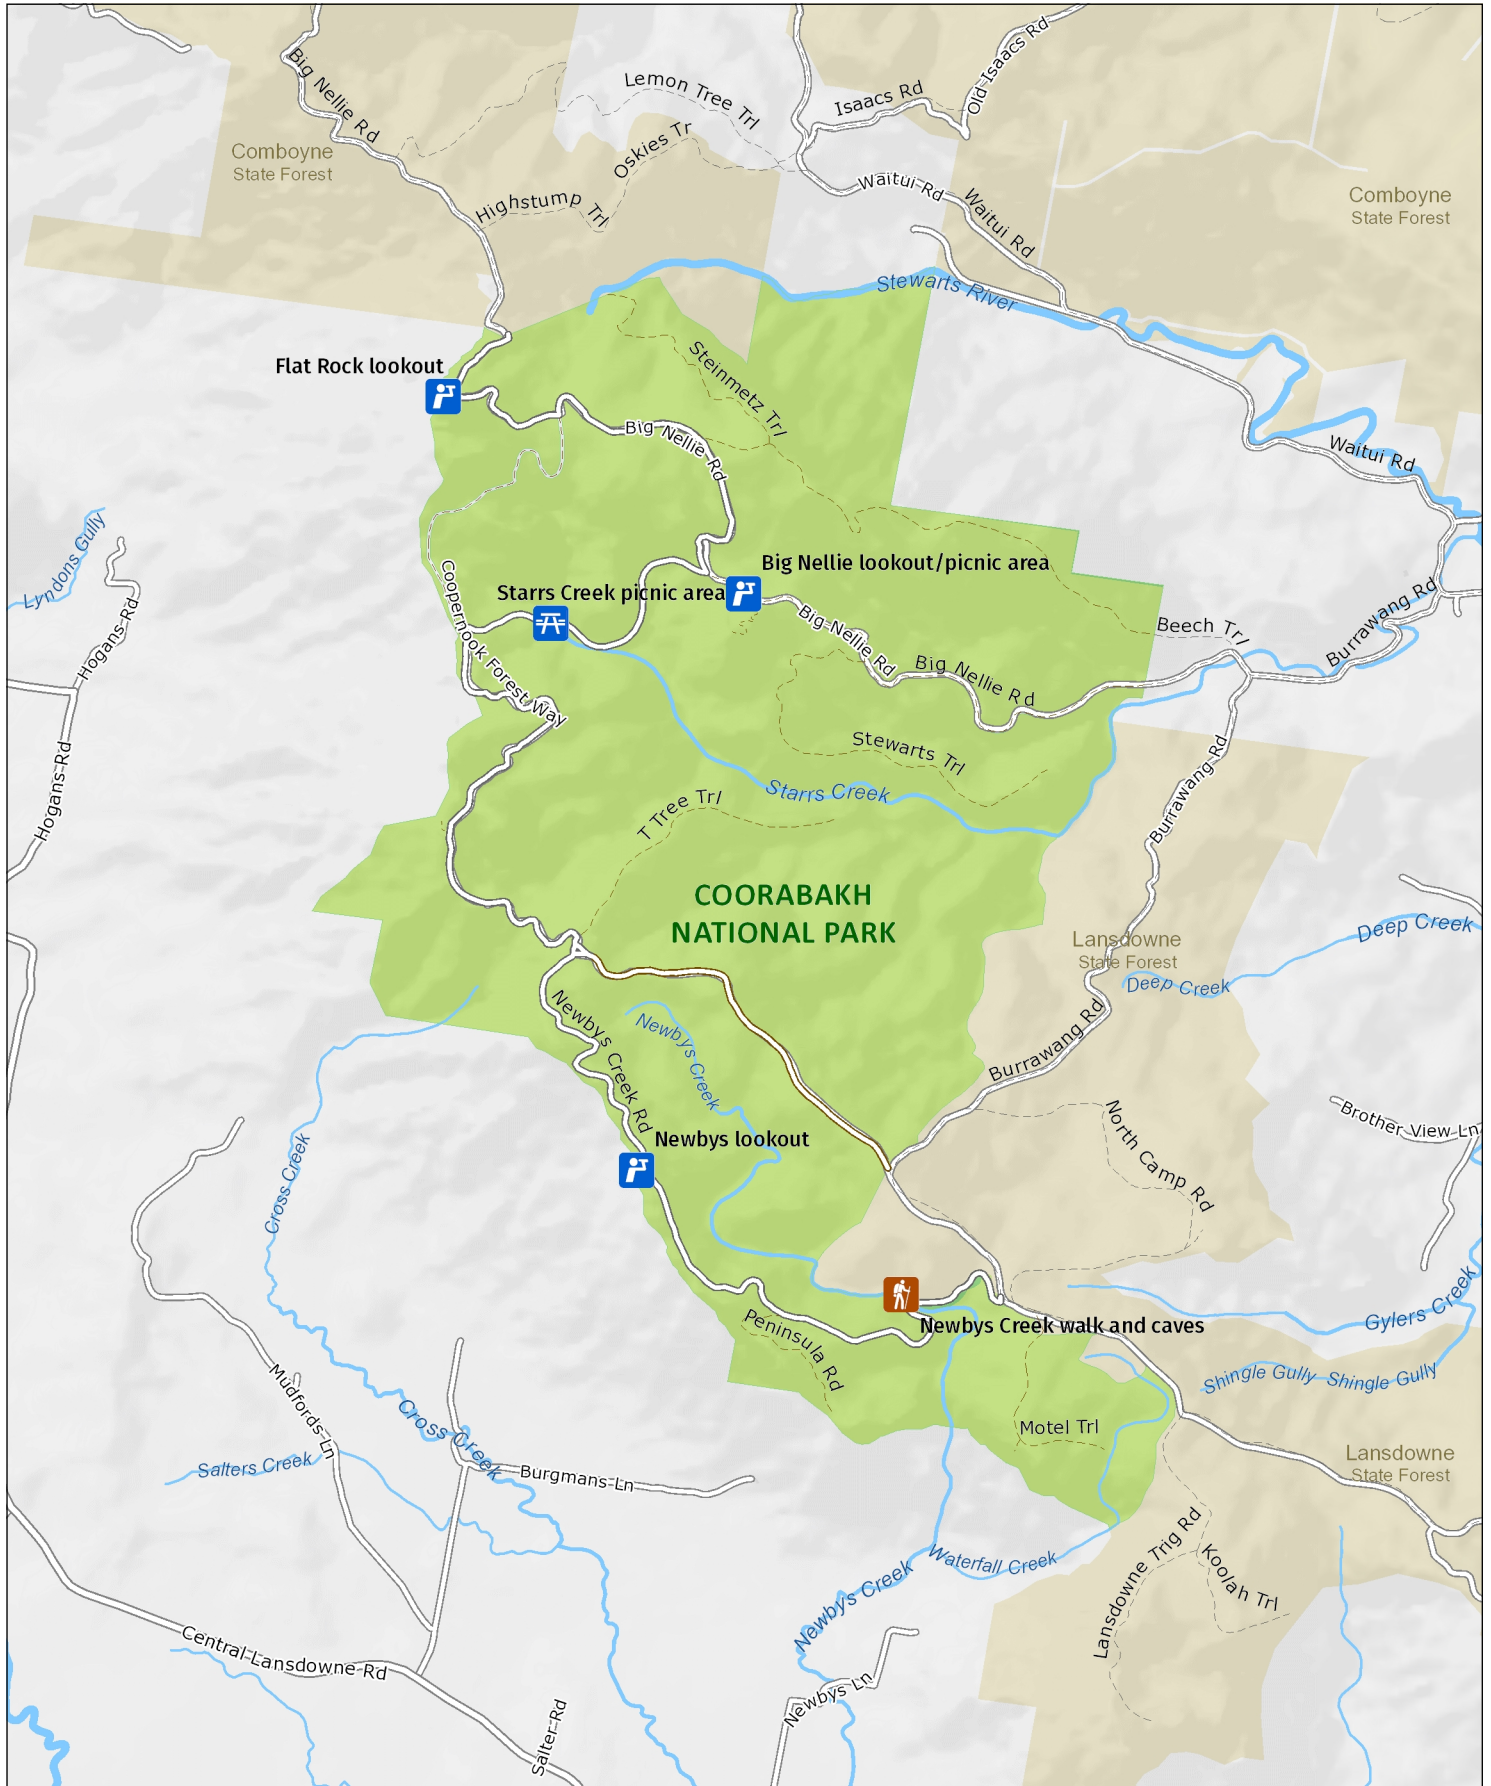 Big Nellie Rd
Lemon Tree Trl
Isaacs Rd
Old Isaacs Rd
Comboyne
State Forest
Oskies Tr
Highstump Trl
Waitui Rd
Waitui Rd
Comboyne
State Forest
Stewarts River
Flat Rock lookout
Steinmetz Trl
Big Nellie Rd
Waitui Rd
Lyndons Gully
Hogans Rd
Coopernook Forest Way
Starrs Creek picnic area
Big Nellie lookout/picnic area
Big Nellie Rd
Beech Trl
Burrawang Rd
Big Nellie Rd
Hogans Rd
Stewarts Trl
Burrawang Rd
Starrs Creek
T Tree Trl
COORABAKH
NATIONAL PARK
Deep Creek
Lansdowne
State Forest
Deep Creek
Newbys Creek Rd
Newbys Creek
Burrawang Rd
Brother View Ln
North Camp Rd
Cross Creek
Newbys lookout
Gylers Creek
Newbys Creek walk and caves
Peninsula Rd
Shingle Gully
Shingle Gully
Mudfords Ln
Cross Creek
Motel Trl
Lansdowne
State Forest
Salters Creek
Burgmans Ln
Lansdowne Trig Rd
Koolah Trl
Waterfall Creek
Newbys Creek
Central Lansdowne Rd
Newbys Ln
Salter Rd